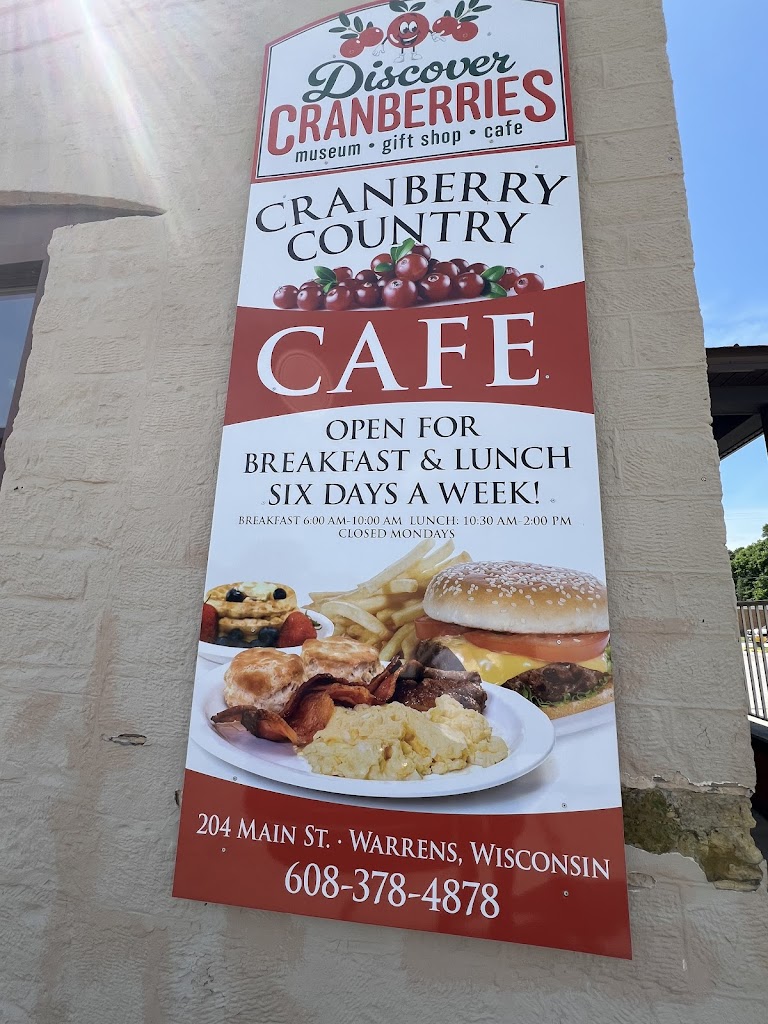 Discover
CRANBERRIES
museum • gift shop • cafe
CRANBERRY
COUNTRY
CAFE
OPEN FOR
BREAKFAST & LUNCH
SIX DAYS A WEEK!
BREAKFAST 6:00 AM-10:00 AM LUNCH: 10:30 AM-2:00 PM
CLOSED MONDAYS
204 MAIN ST. · WARRENS, WISCONSIN
608-378-4878